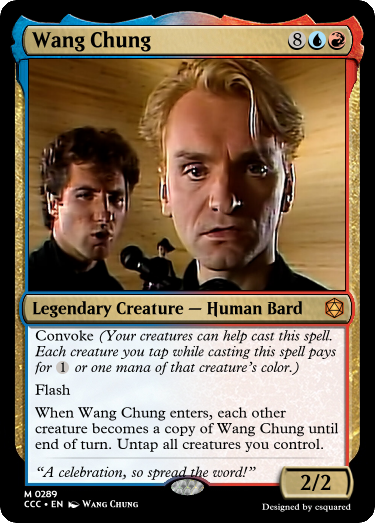 Wang Chung 8
Legendary Creature — Human Bard
Convoke (Your creatures can help cast this spell.
Each creature you tap while casting this spell pays
for 1 or one mana of that creature's color.)
Flash
When Wang Chung enters, each other
creature becomes a copy of Wang Chung until
end of turn. Untap all creatures you control.
“A celebration, so spread the word!”
2/2
M 0289
CCC • EN Wang Chung
Designed by csquared